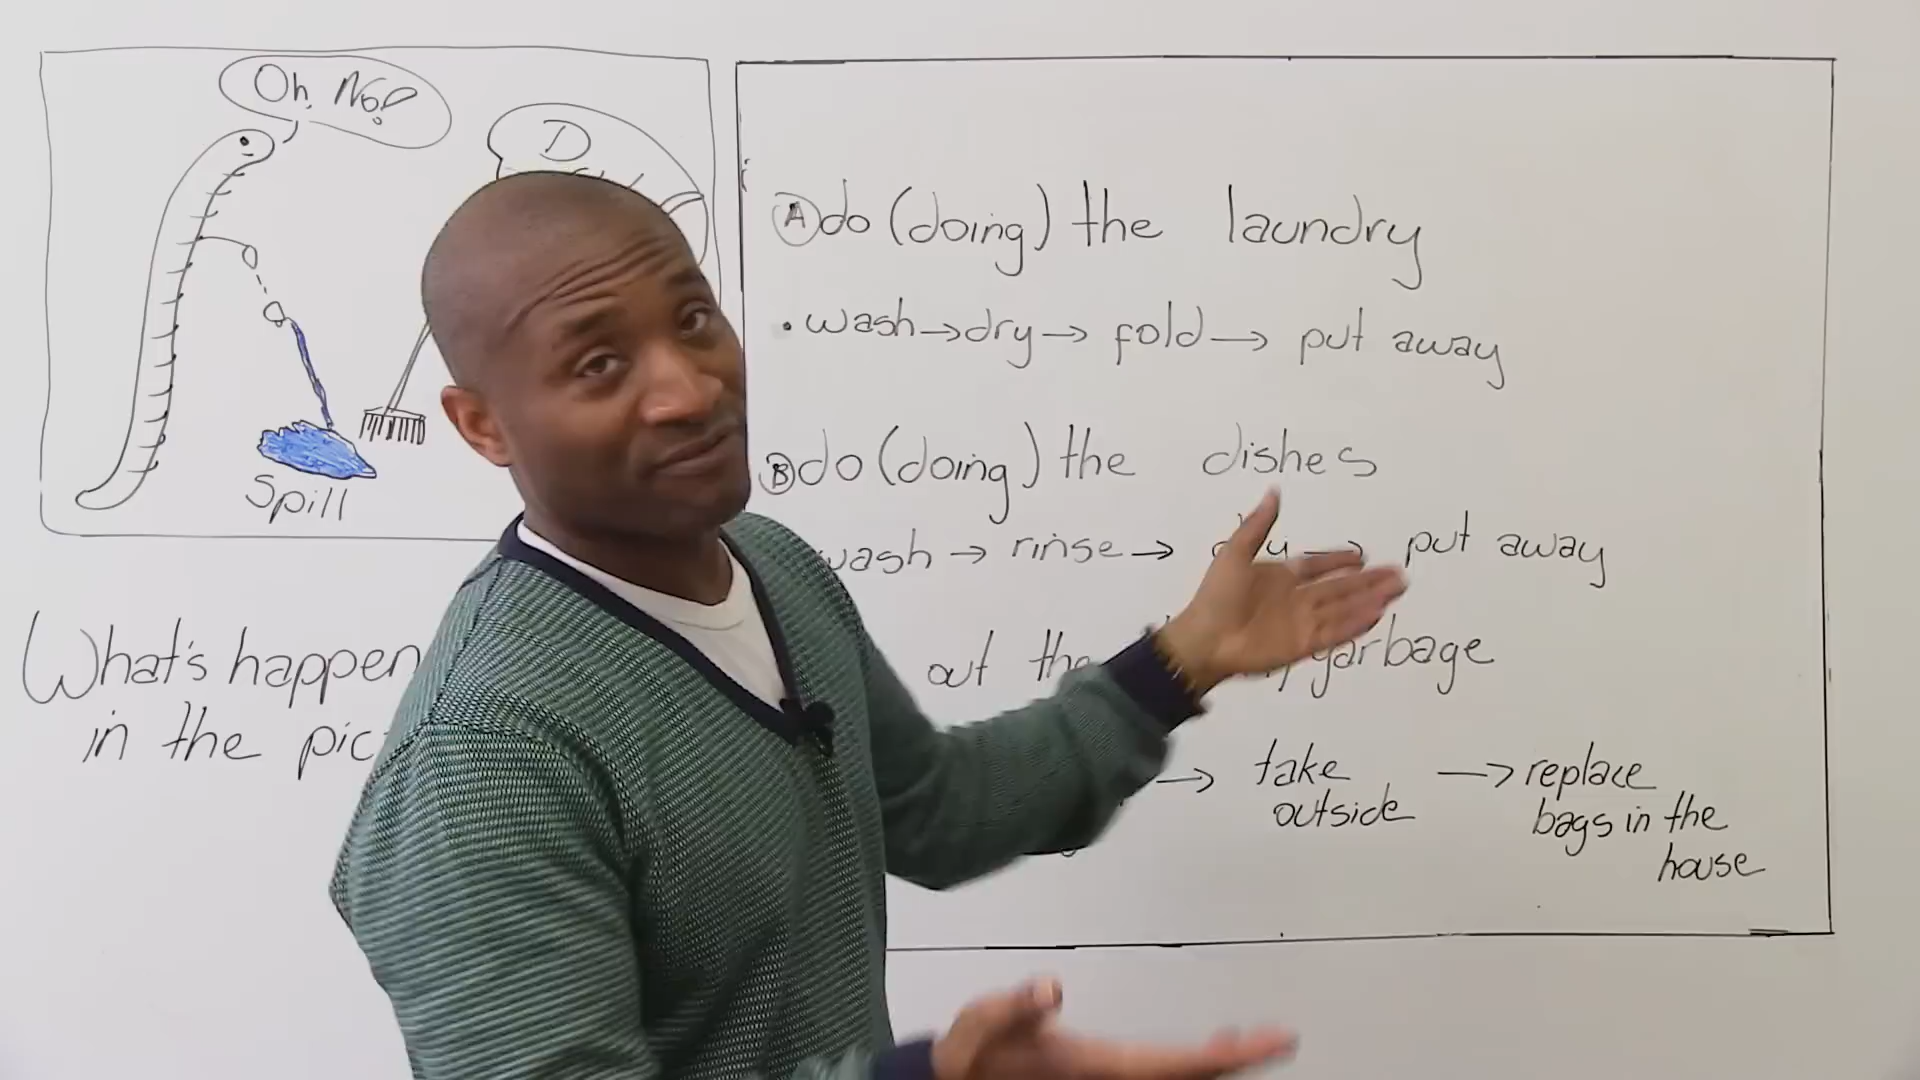 Oh, No!
D
Spill
What's happen
in the pic
A do (doing) the laundry
• wash → dry → fold → put away
B do (doing) the dishes
wash → rinse → → put away
out the garbage
→ take outside → replace bags in the house